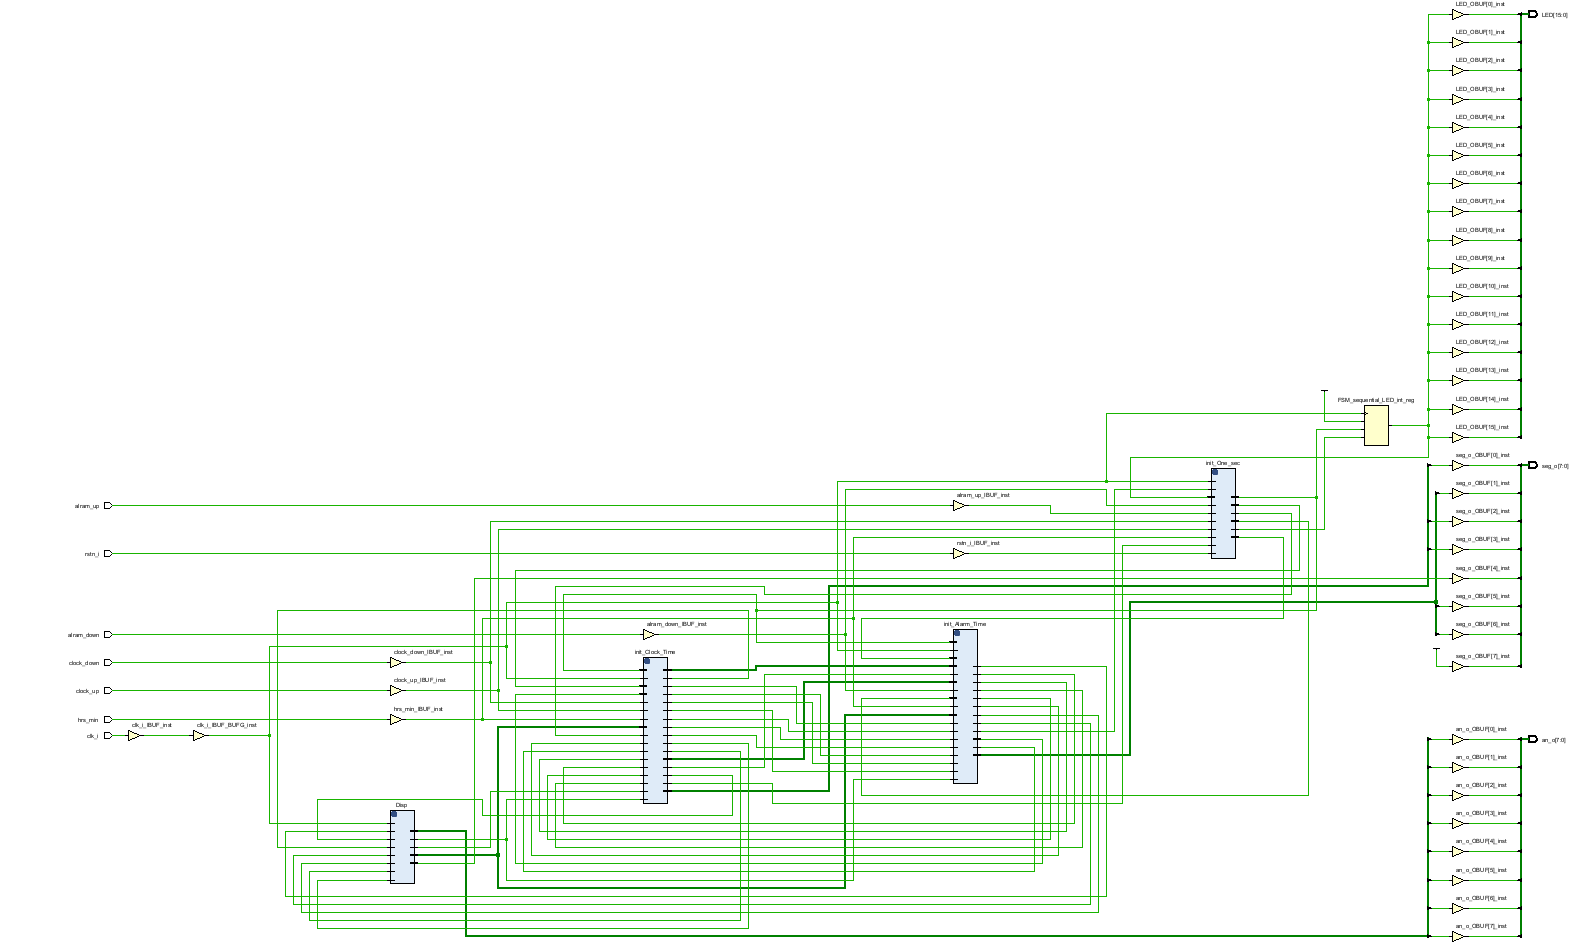 LED_OBUF[0]_inst
LED[15:0]
LED_OBUF[1]_inst
LED_OBUF[2]_inst
LED_OBUF[3]_inst
LED_OBUF[4]_inst
LED_OBUF[5]_inst
LED_OBUF[6]_inst
LED_OBUF[7]_inst
LED_OBUF[8]_inst
LED_OBUF[9]_inst
LED_OBUF[10]_inst
LED_OBUF[11]_inst
LED_OBUF[12]_inst
LED_OBUF[13]_inst
FSM_sequential_LED_int_reg
LED_OBUF[14]_inst
LED_OBUF[15]_inst
init_One_sec
seg_o_OBUF[0]_inst
seg_o[7:0]
seg_o_OBUF[1]_inst
alram_up
alram_up_IBUF_inst
seg_o_OBUF[2]_inst
rstn_i
rstn_i_IBUF_inst
seg_o_OBUF[3]_inst
seg_o_OBUF[4]_inst
seg_o_OBUF[5]_inst
alram_down
alram_down_IBUF_inst
init_Alarm_Time
seg_o_OBUF[6]_inst
clock_down
clock_down_IBUF_inst
init_Clock_Time
seg_o_OBUF[7]_inst
clock_up
clock_up_IBUF_inst
hrs_min
hrs_min_IBUF_inst
clk_i
clk_i_IBUF_inst
clk_i_IBUF_BUFG_inst
an_o_OBUF[0]_inst
an_o[7:0]
an_o_OBUF[1]_inst
an_o_OBUF[2]_inst
Disp
an_o_OBUF[3]_inst
an_o_OBUF[4]_inst
an_o_OBUF[5]_inst
an_o_OBUF[6]_inst
an_o_OBUF[7]_inst